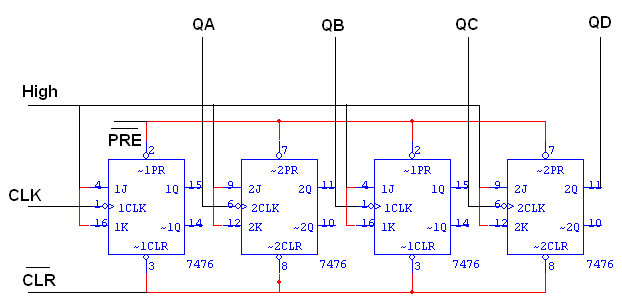 QA QB QC QD
High
PRE
2 7 2 7
~1PR ~2PR ~1PR ~2PR
4 1J 1Q 15 9 2J 2Q 11 4 1J 1Q 15 9 2J 2Q 11
CLK 1 1CLK 6 2CLK 1 1CLK 6 2CLK
16 1K ~1Q 14 12 2K ~2Q 10 16 1K ~1Q 14 12 2K ~2Q 10
~1CLR ~2CLR ~1CLR ~2CLR
3 7476 8 7476 3 7476 8 7476
CLR